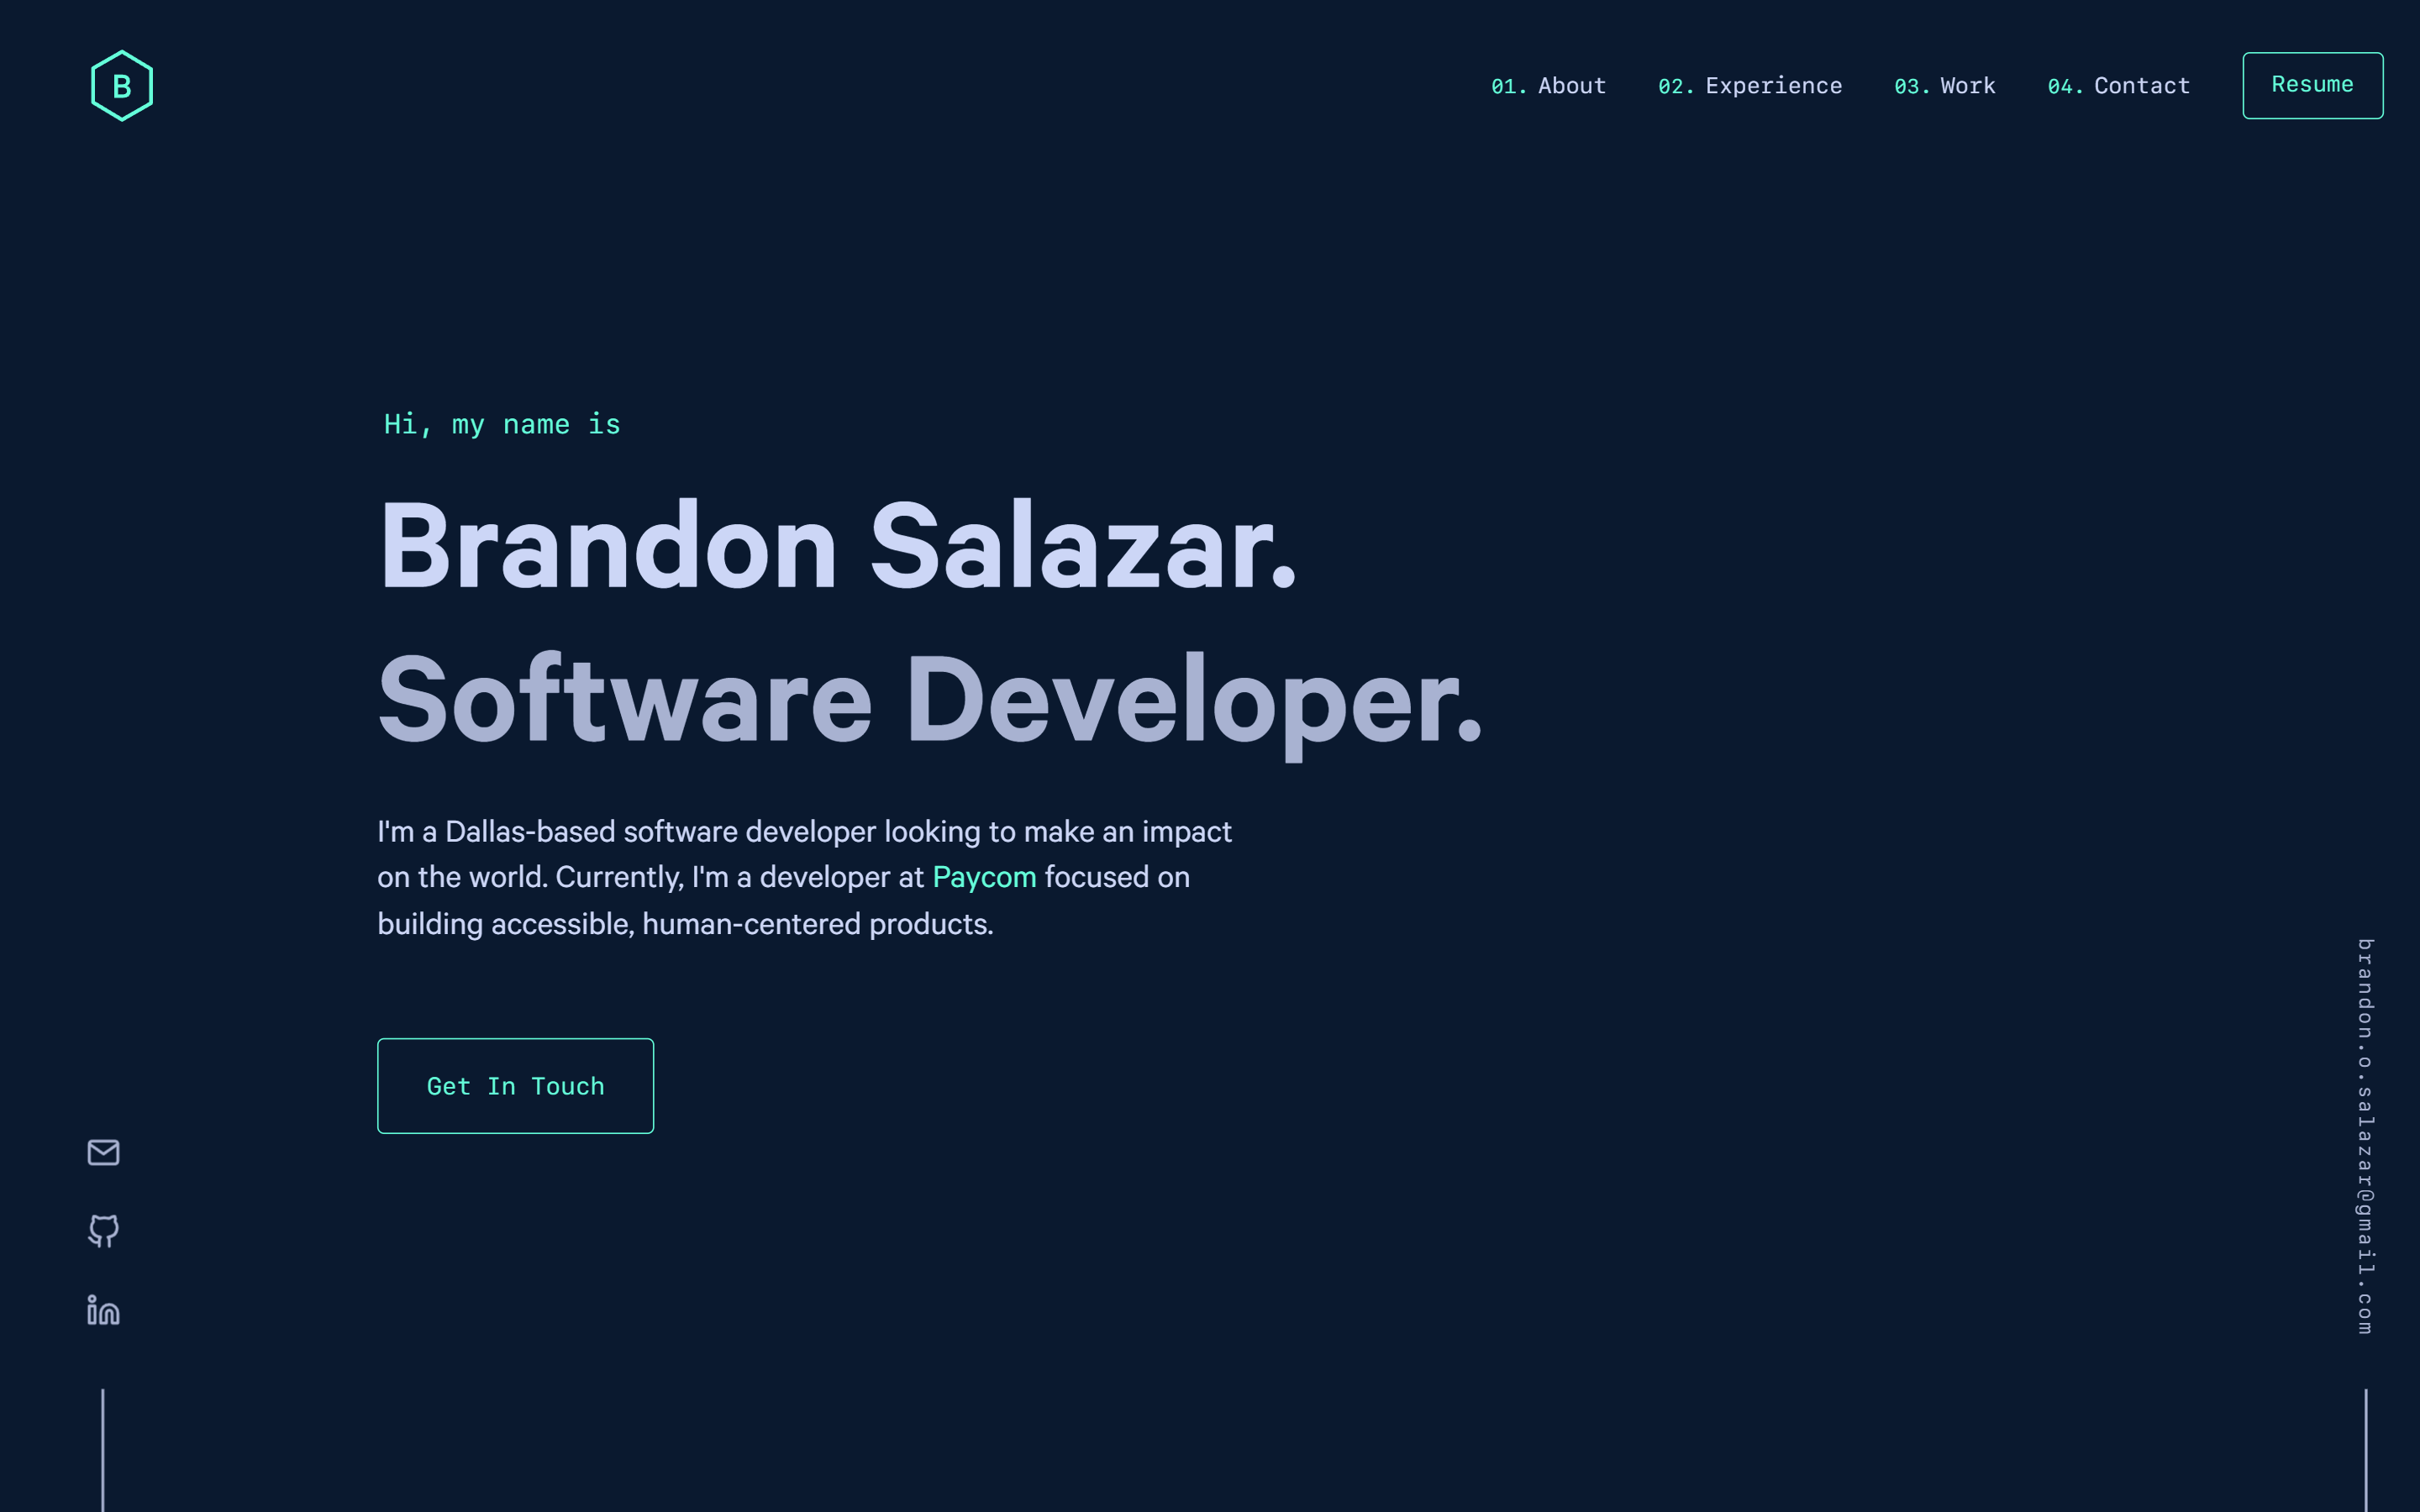 B
01. About
02. Experience
03. Work
04. Contact
Resume
Hi, my name is
Brandon Salazar.
Software Developer.
I'm a Dallas-based software developer looking to make an impact
on the world. Currently, I'm a developer at Paycom focused on
building accessible, human-centered products.
Get In Touch
in
brandon.o.salazar@gmail.com